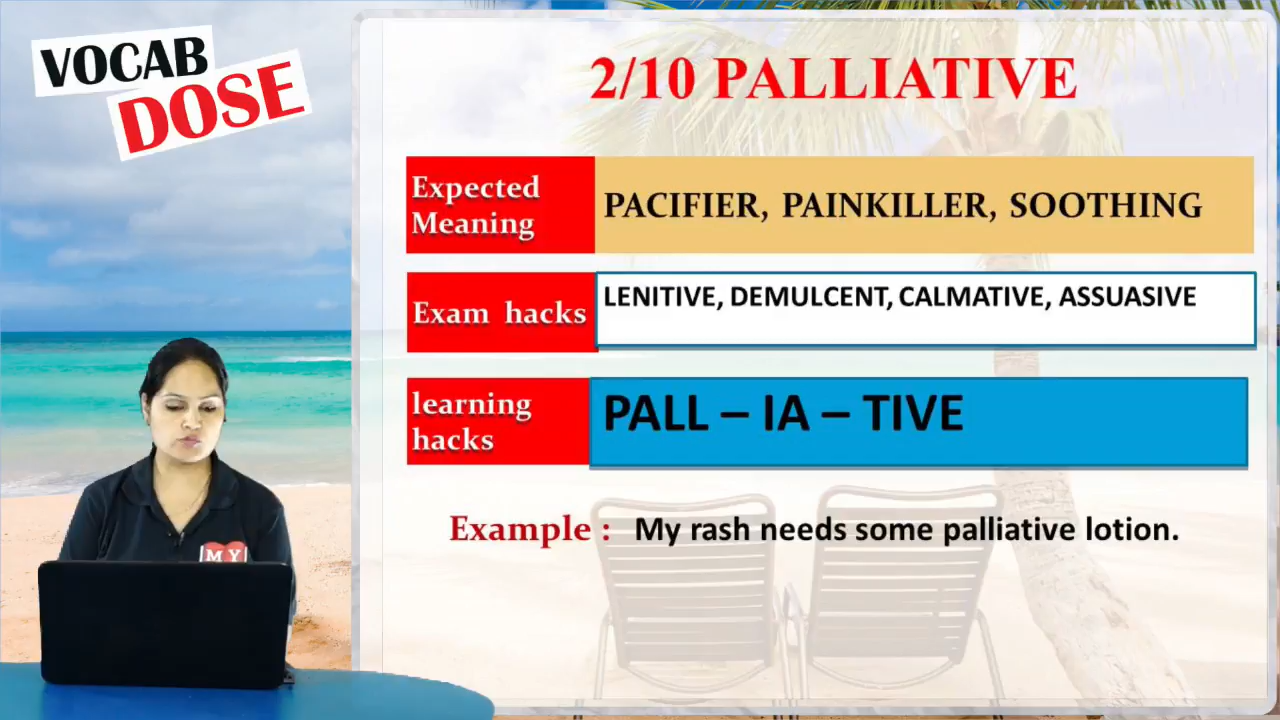 VOCAB
DOSE
2/10 PALLIATIVE
Expected
Meaning
PACIFIER, PAINKILLER, SOOTHING
Exam hacks
LENITIVE, DEMULCENT, CALMATIVE, ASSUASIVE
learning
hacks
PALL – IA – TIVE
Example : My rash needs some palliative lotion.
MY